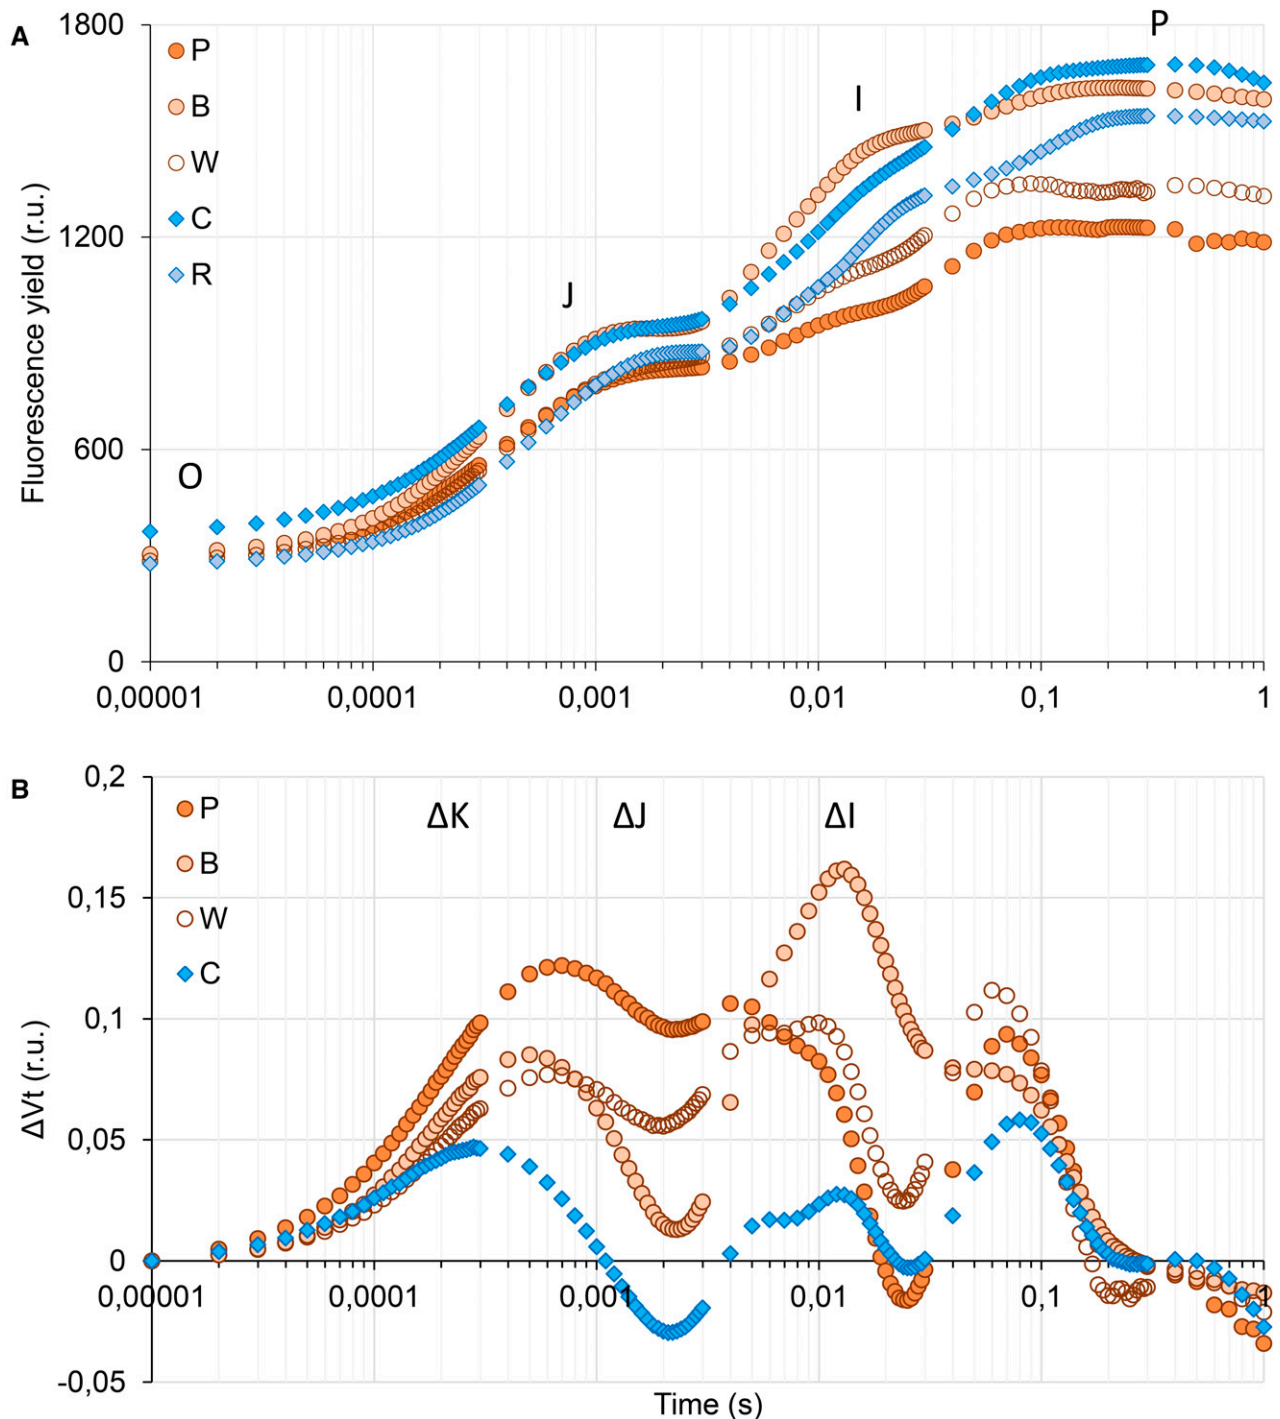 A
1800
P
P
B
I
W
C
1200
R
J
Fluorescence yield (r.u.)
600
O
0
0,00001 0,0001 0,001 0,01 0,1 1
B
0,2
P
ΔK ΔJ ΔI
B
0,15
W
C
0,1
ΔVt (r.u.)
0,05
0
0,00001 0,0001 0,001 0,01 0,1 1
-0,05
Time (s)